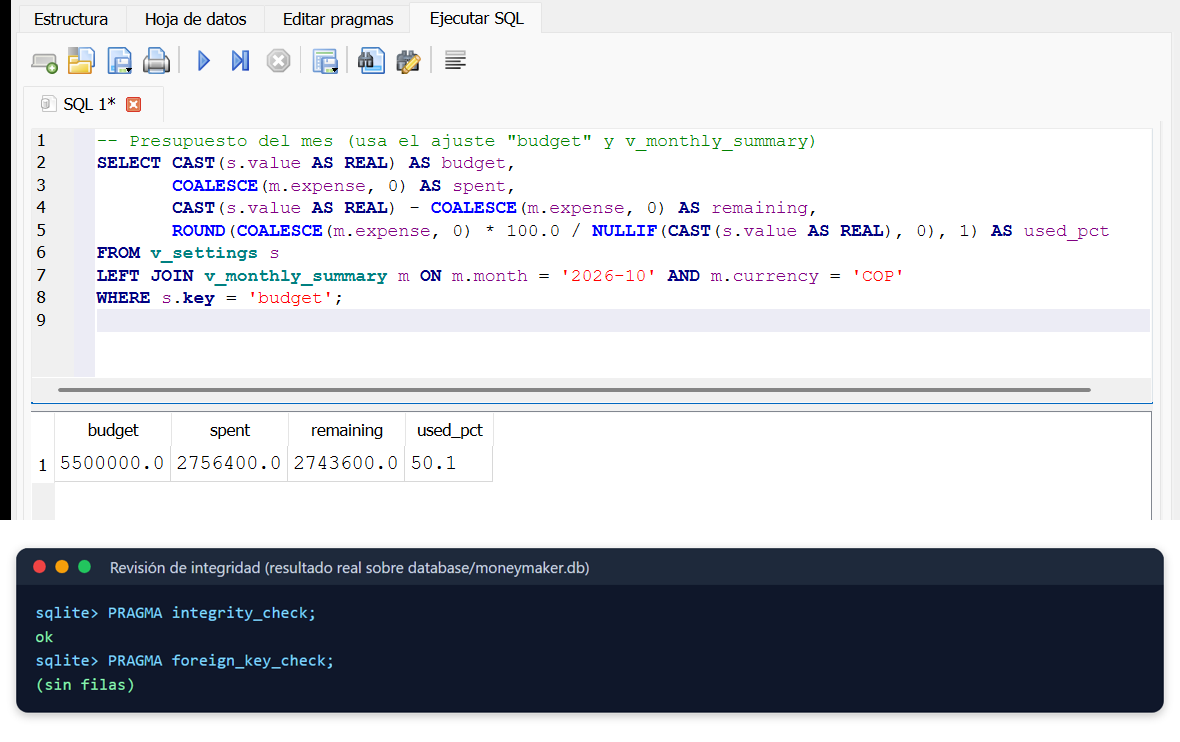 Estructura Hoja de datos Editar pragmas Ejecutar SQL
SQL 1*
1 -- Presupuesto del mes (usa el ajuste "budget" y v_monthly_summary)
2 SELECT CAST(s.value AS REAL) AS budget,
3 COALESCE(m.expense, 0) AS spent,
4 CAST(s.value AS REAL) - COALESCE(m.expense, 0) AS remaining,
5 ROUND(COALESCE(m.expense, 0) * 100.0 / NULLIF(CAST(s.value AS REAL), 0), 1) AS used_pct
6 FROM v_settings s
7 LEFT JOIN v_monthly_summary m ON m.month = '2026-10' AND m.currency = 'COP'
8 WHERE s.key = 'budget';
9
budget spent remaining used_pct
1 5500000.0 2756400.0 2743600.0 50.1
Revisión de integridad (resultado real sobre database/moneymaker.db)
sqlite> PRAGMA integrity_check;
ok
sqlite> PRAGMA foreign_key_check;
(sin filas)